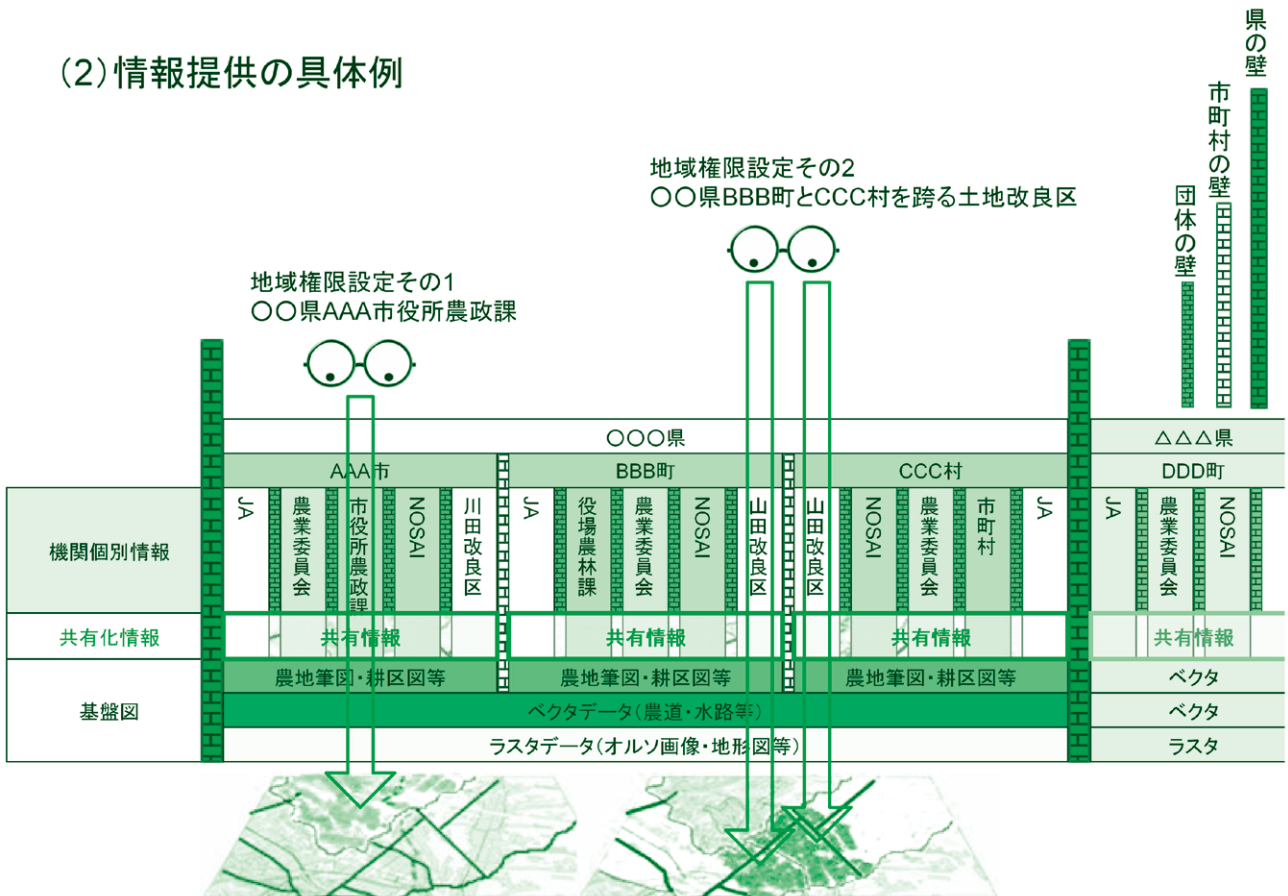 (2)情報提供の具体例
県の壁
市町村の壁
団体の壁
地域権限設定その2
〇〇県BBB町とCCC村を跨る土地改良区
地域権限設定その1
〇〇県AAA市役所農政課
〇〇〇県
△△△県
AAA市
BBB町
CCC村
DDD町
機関個別情報
JA
農業委員会
市役所農政課
NOSAI
川田改良区
JA
役場農林課
農業委員会
NOSAI
山田改良区
山田改良区
NOSAI
農業委員会
市町村
JA
JA
農業委員会
NOSAI
共有化情報
共有情報
共有情報
共有情報
共有情報
基盤図
農地筆図・耕区図等
農地筆図・耕区図等
農地筆図・耕区図等
ベクタ
ベクタデータ(農道・水路等)
ベクタ
ラスタデータ(オルソ画像・地形図等)
ラスタ